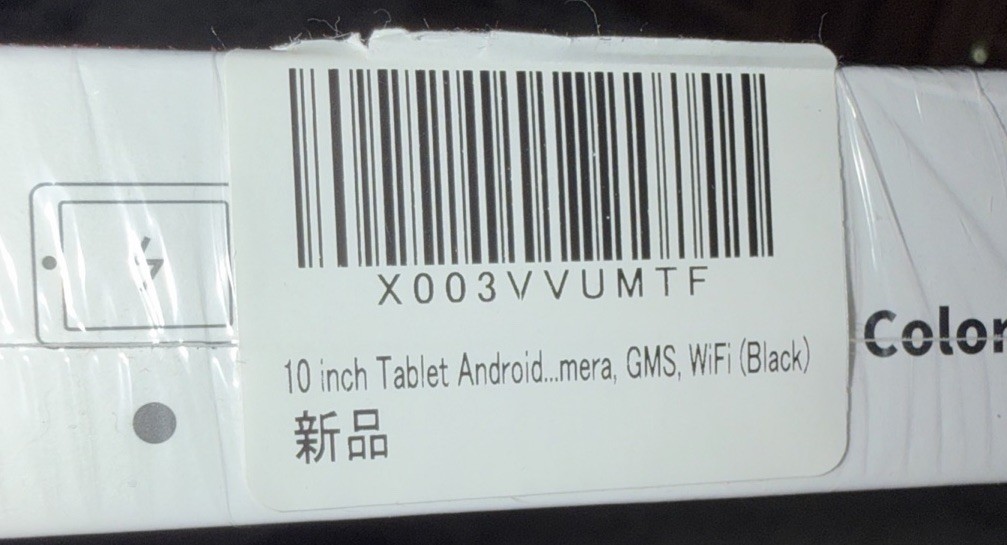 X003VVUMTF
10 inch Tablet Android...mera, GMS, WiFi (Black)
新品
Color